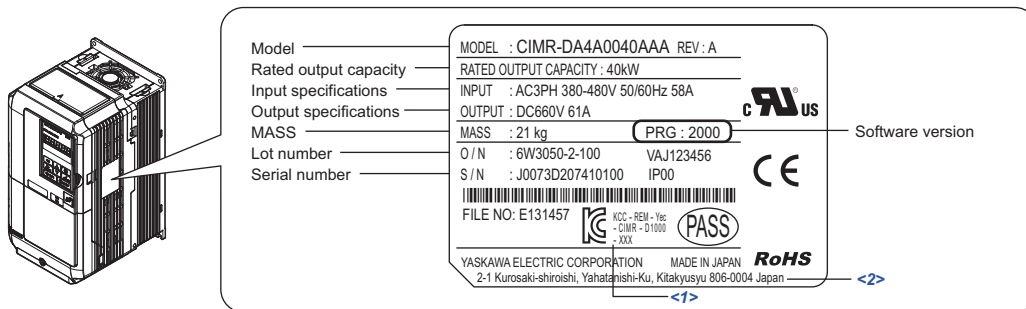 Model
Rated output capacity
Input specifications
Output specifications
MASS
Lot number
Serial number
MODEL : CIMR-DA4A0040AAA REV : A
RATED OUTPUT CAPACITY : 40kW
INPUT : AC3PH 380-480V 50/60Hz 58A
OUTPUT : DC660V 61A
MASS : 21 kg PRG : 2000
O / N : 6W3050-2-100 VAJ123456
S / N : J0073D207410100 IP00
FILE NO: E131457
KCC - REM - Yec
- CIMR - D1000
- XXX
PASS
YASKAWA ELECTRIC CORPORATION MADE IN JAPAN
2-1 Kurosaki-shiroishi, Yahatanishi-Ku, Kitakyusyu 806-0004 Japan
c RU ® US
CE
RoHS
Software version
<1>
<2>